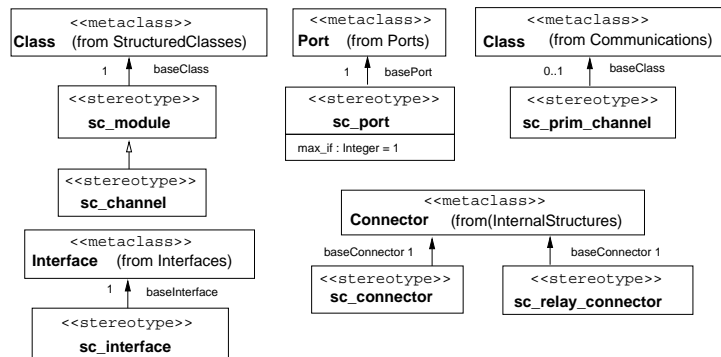 <<metaclass>>
Class (from StructuredClasses)
1 baseClass
<<stereotype>>
sc_module
<<stereotype>>
sc_channel
<<metaclass>>
Port (from Ports)
1 basePort
<<stereotype>>
sc_port
max_if : Integer = 1
<<metaclass>>
Class (from Communications)
0..1 baseClass
<<stereotype>>
sc_prim_channel
<<metaclass>>
Interface (from Interfaces)
1 baseInterface
<<stereotype>>
sc_interface
<<metaclass>>
Connector (from(InternalStructures)
baseConnector 1
<<stereotype>>
sc_connector
baseConnector 1
<<stereotype>>
sc_relay_connector